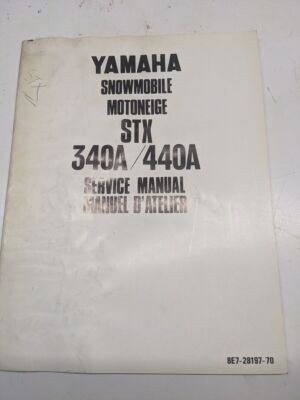 YAMAHA
SNOWMOBILE
MOTONEIGE
STX
340A/440A
SERVICE MANUAL
MANUEL D'ATELIER
8E7-28197-70